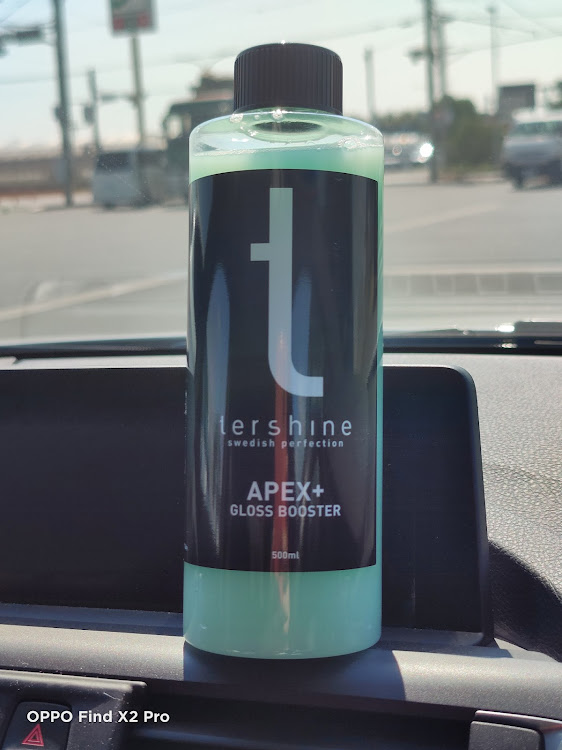 t
tershine
swedish perfection
APEX+
GLOSS BOOSTER
500ml
OPPO Find X2 Pro